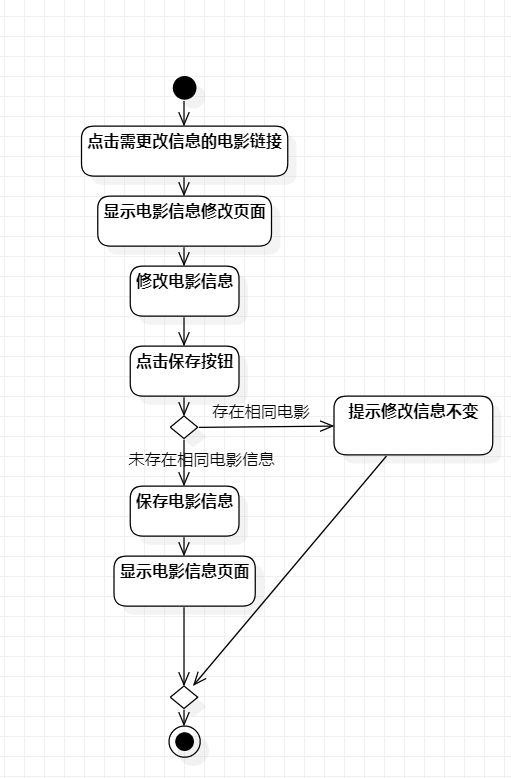 点击需更改信息的电影链接
显示电影信息修改页面
修改电影信息
点击保存按钮
存在相同电影
提示修改信息不变
未存在相同电影信息
保存电影信息
显示电影信息页面